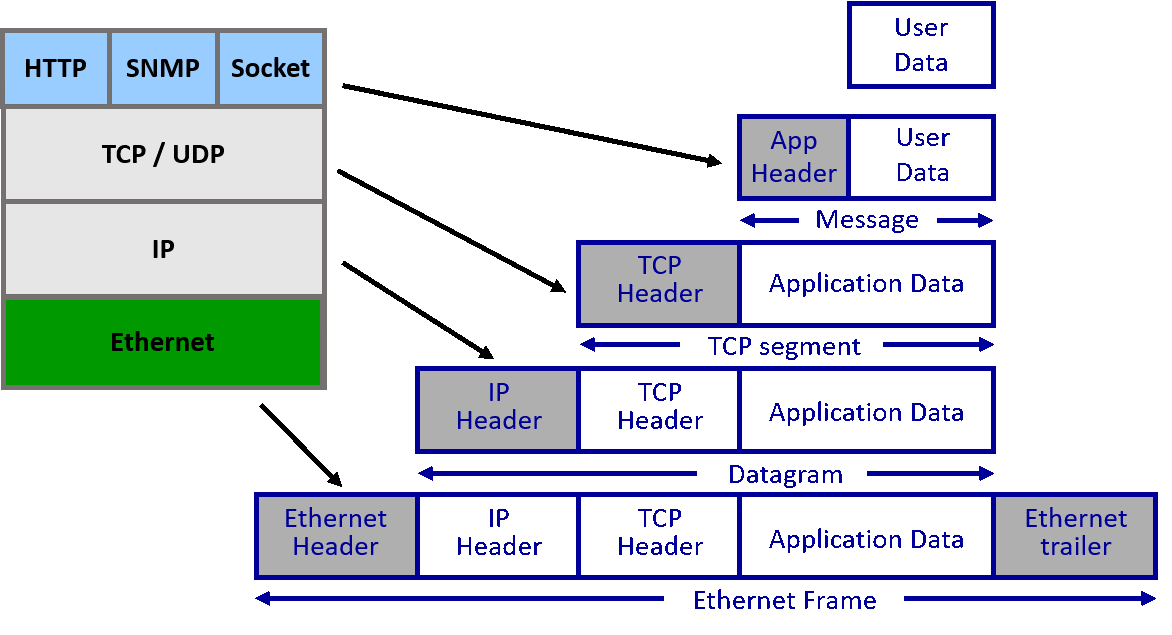 HTTP SNMP Socket
TCP / UDP
IP
Ethernet
User
Data
App
Header
User
Data
Message
TCP
Header
Application Data
TCP segment
IP
Header
TCP
Header
Application Data
Datagram
Ethernet
Header
IP
Header
TCP
Header
Application Data
Ethernet
trailer
Ethernet Frame